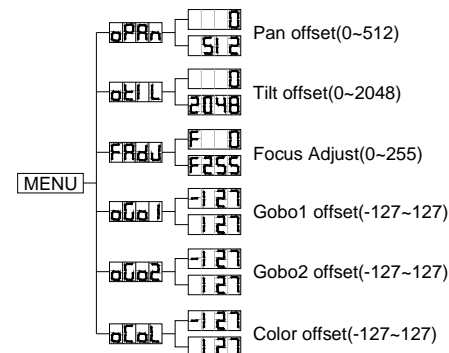 oPAn 0 Pan offset(0~512)
512
otIL 0 Tilt offset(0~2048)
2048
FAdJ F 0 Focus Adjust(0~255)
F255
MENU
oGo1 -127 Gobo1 offset(-127~127)
127
oGo2 -127 Gobo2 offset(-127~127)
127
oCoL -127 Color offset(-127~127)
127